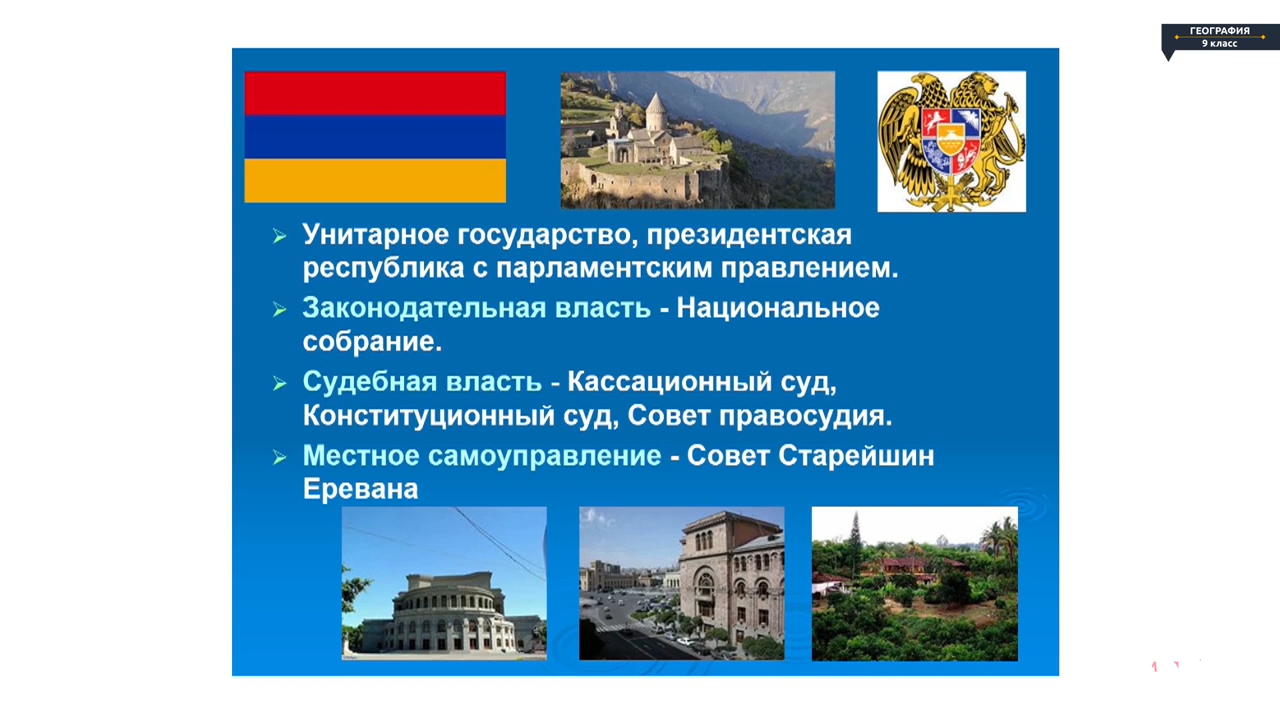 ГЕОГРАФИЯ
9 класс
Унитарное государство, президентская
республика с парламентским правлением.
Законодательная власть - Национальное
собрание.
Судебная власть - Кассационный суд,
Конституционный суд, Совет правосудия.
Местное самоуправление - Совет Старейшин
Еревана